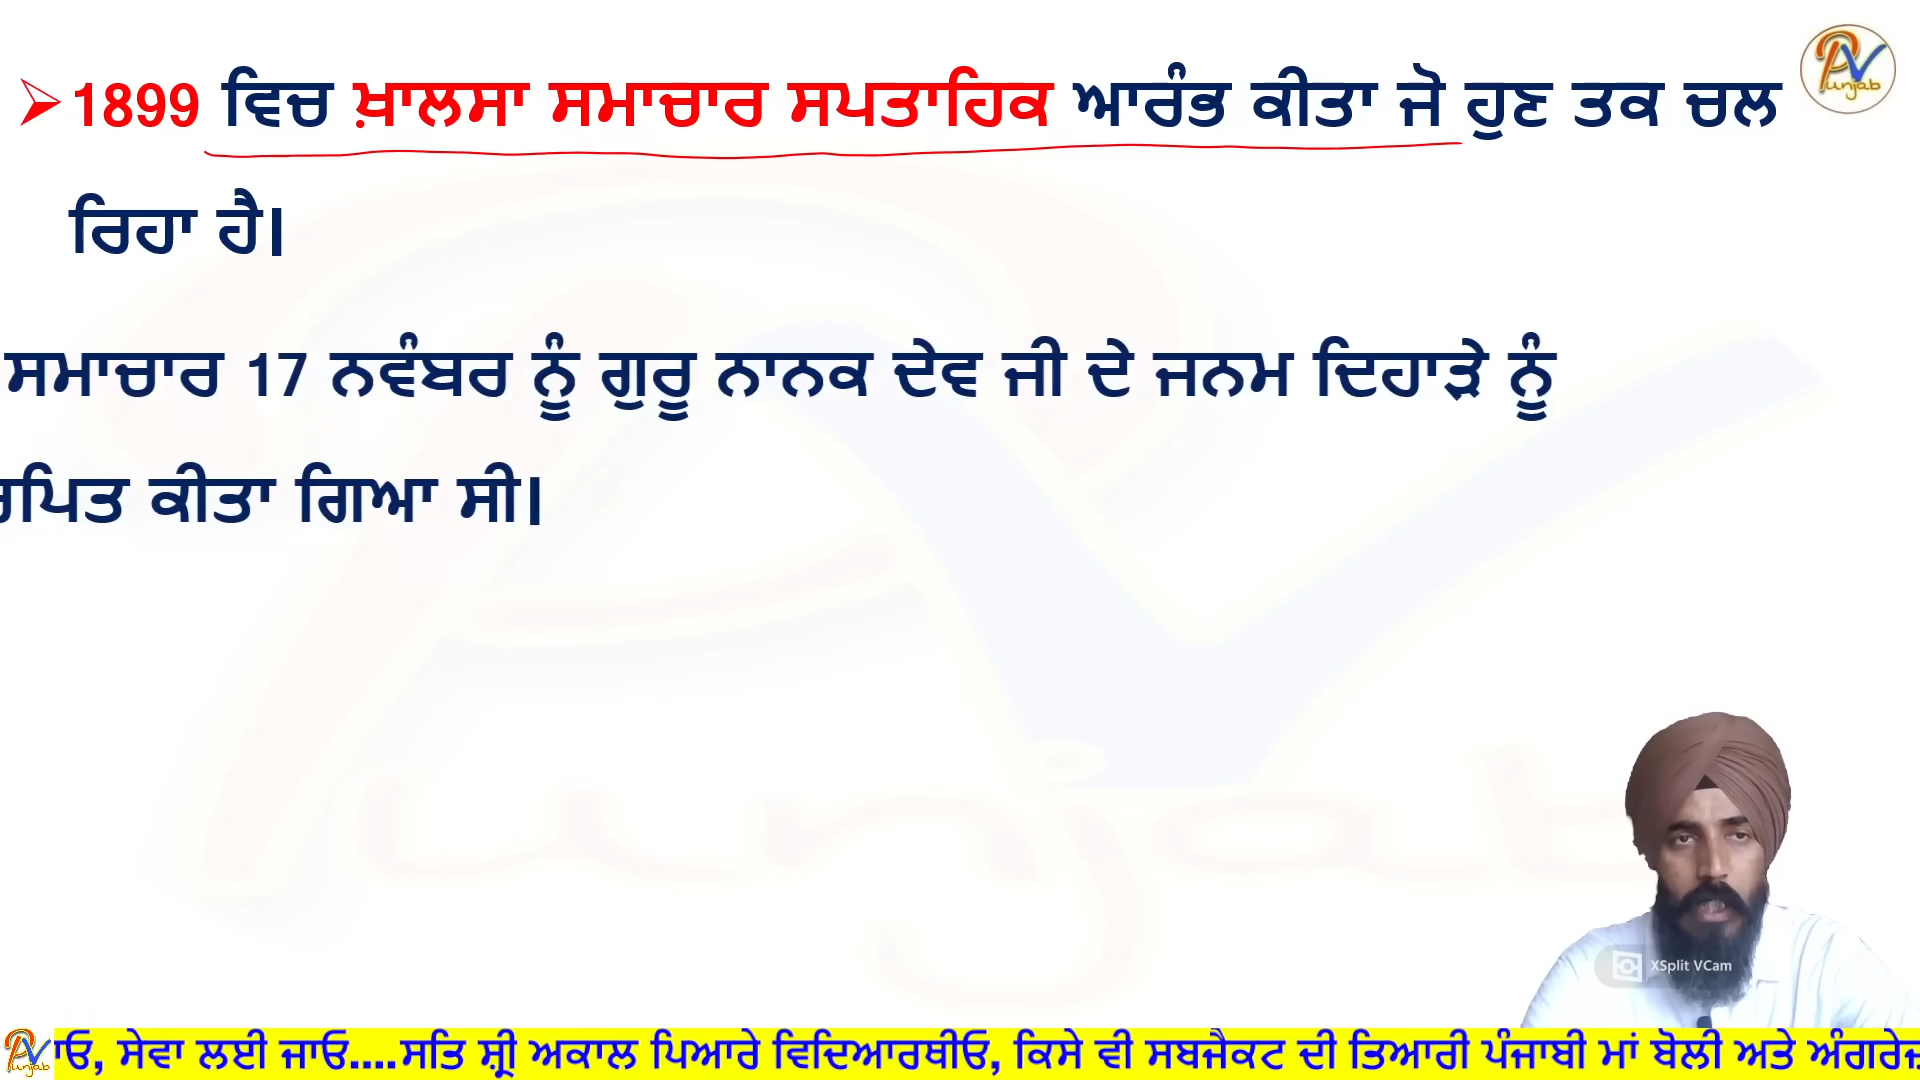 ➢1899 ਵਿਚ ਖ਼ਾਲਸਾ ਸਮਾਚਾਰ ਸਪਤਾਹਿਕ ਆਰੰਭ ਕੀਤਾ ਜੋ ਹੁਣ ਤਕ ਚਲ
ਰਿਹਾ ਹੈ।
ਸਮਾਚਾਰ 17 ਨਵੰਬਰ ਨੂੰ ਗੁਰੂ ਨਾਨਕ ਦੇਵ ਜੀ ਦੇ ਜਨਮ ਦਿਹਾੜੇ ਨੂੰ
ਕੀਤਾ ਗਿਆ ਸੀ।
Punjab
XSplit VCam
ਸੇਵਾ ਲਈ ਜਾਓ....ਸਤਿ ਸ਼੍ਰੀ ਅਕਾਲ ਪਿਆਰੇ ਵਿਦਿਆਰਥੀਓ, ਕਿਸੇ ਵੀ ਸਬਜੈਕਟ ਦੀ ਤਿਆਰੀ ਪੰਜਾਬੀ ਮਾਂ ਬੋਲੀ ਅਤੇ